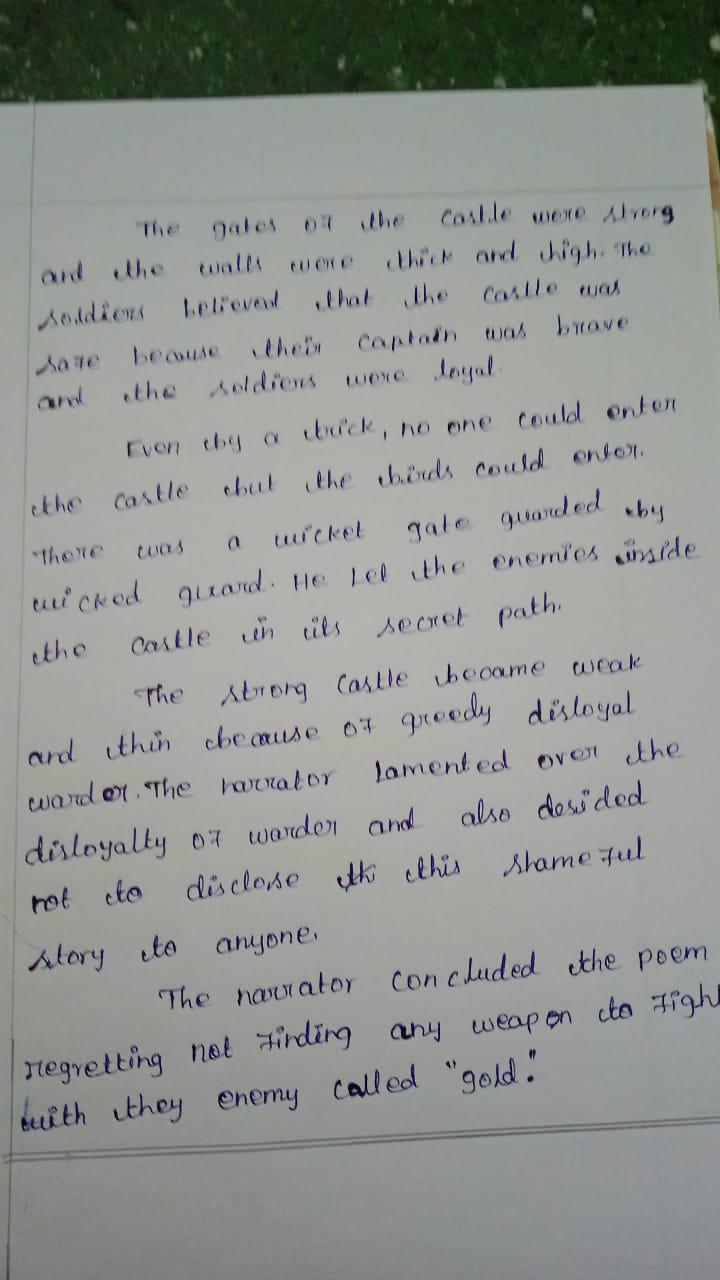 The gates of the castle were strong
and the walls were thick and high. The
soldiers believed that the castle was
safe because their captain was brave
and the soldiers were loyal.
Even by a trick, no one could enter
the castle but the birds could enter.
There was a wicket gate guarded by
wicked guard. He let the enemies inside
the castle in its secret path.
The strong castle became weak
and thin because of greedy disloyal
warder. The narrator lamented over the
disloyalty of warder and also desided
not to disclose this shameful
story to anyone.
The narrator concluded the poem
regretting not finding any weapon to fight
with they enemy called "gold."